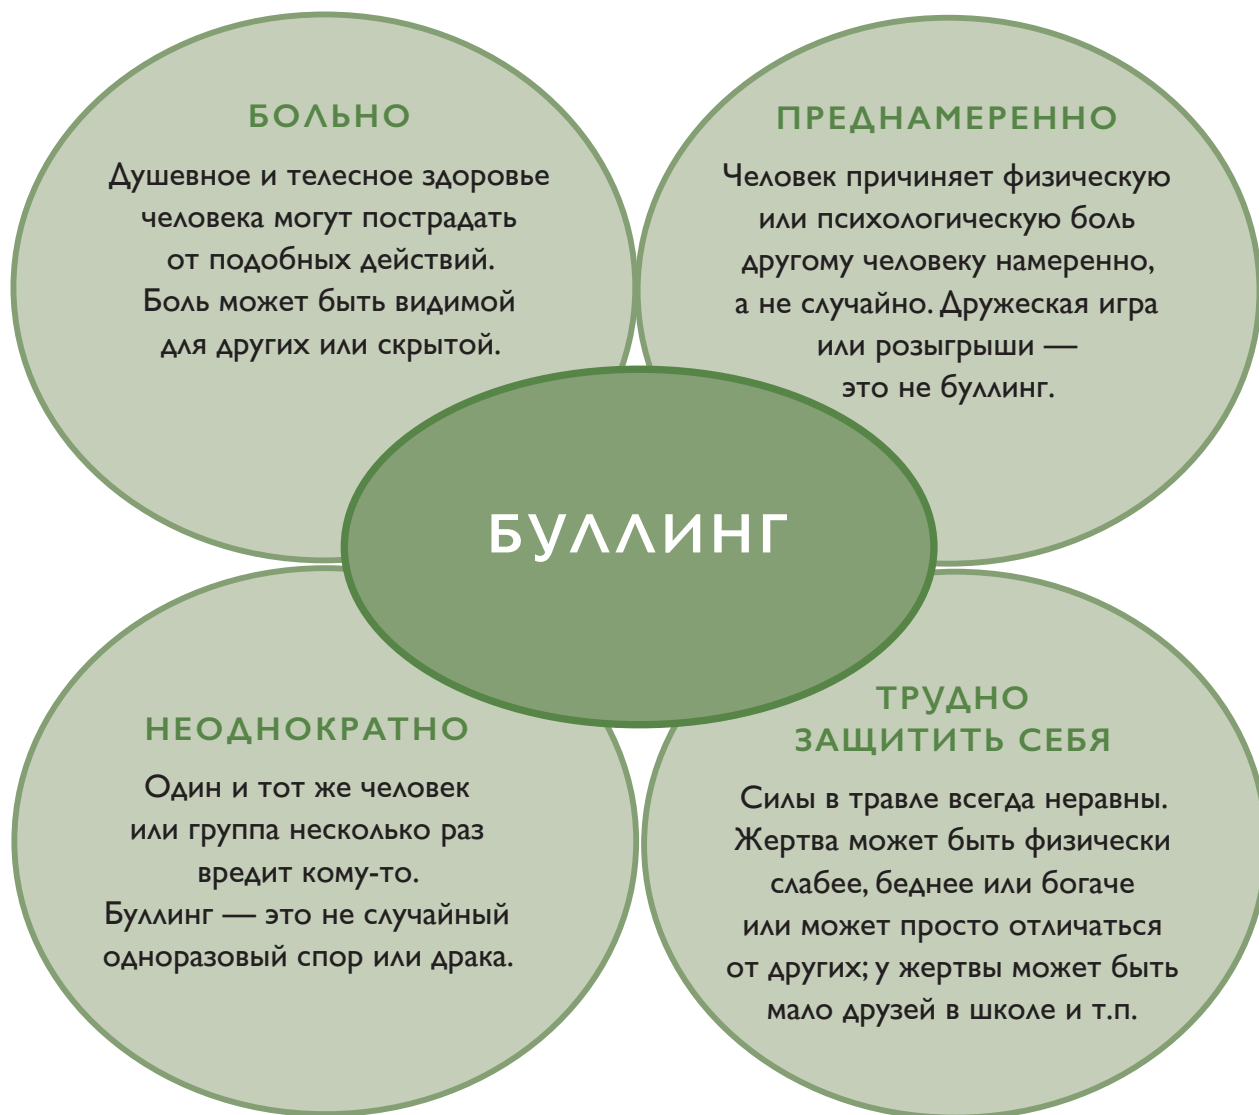 БОЛЬНО
Душевное и телесное здоровье
человека могут пострадать
от подобных действий.
Боль может быть видимой
для других или скрытой.
ПРЕДНАМЕРЕННО
Человек причиняет физическую
или психологическую боль
другому человеку намеренно,
а не случайно. Дружеская игра
или розыгрыши —
это не буллинг.
БУЛЛИНГ
НЕОДНОКРАТНО
Один и тот же человек
или группа несколько раз
вредит кому-то.
Буллинг — это не случайный
одноразовый спор или драка.
ТРУДНО
ЗАЩИТИТЬ СЕБЯ
Силы в травле всегда неравны.
Жертва может быть физически
слабее, беднее или богаче
или может просто отличаться
от других; у жертвы может быть
мало друзей в школе и т.п.